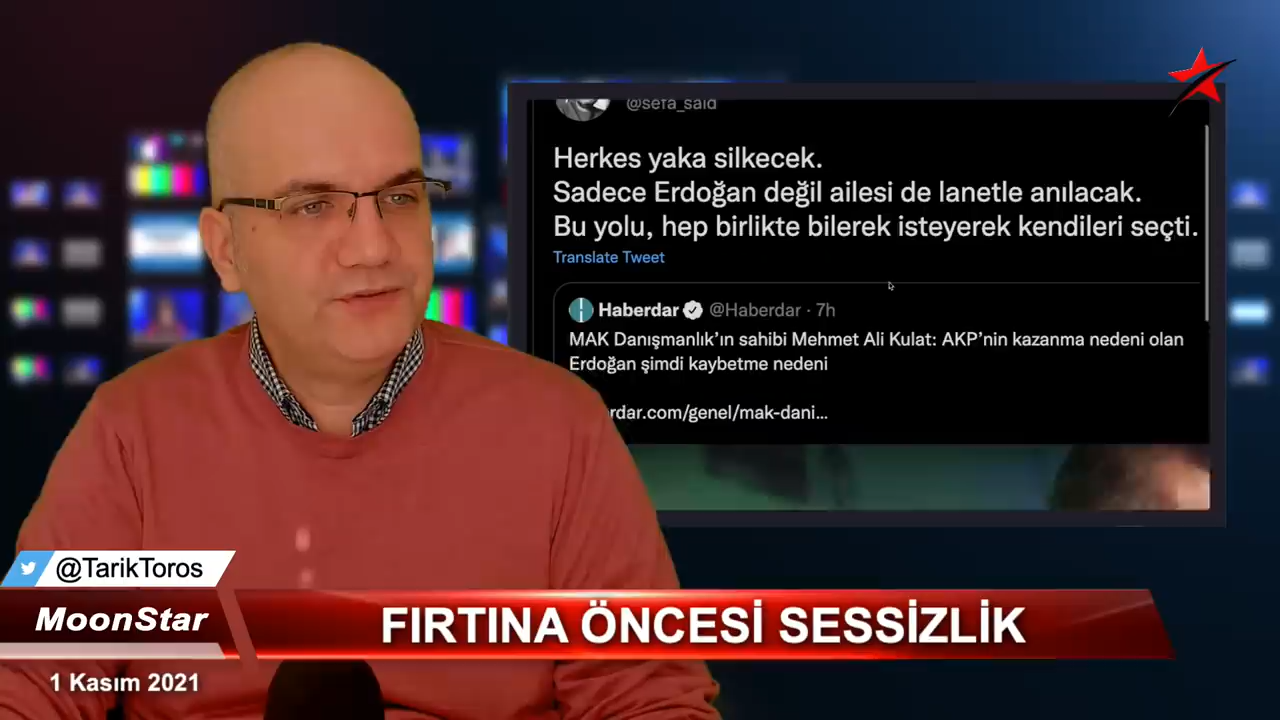 @sefa_said
Herkes yaka silkecek.
Sadece Erdoğan değil ailesi de lanetle anılacak.
Bu yolu, hep birlikte bilerek isteyerek kendileri seçti.
Translate Tweet
Haberdar @Haberdar · 7h
MAK Danışmanlık'ın sahibi Mehmet Ali Kulat: AKP'nin kazanma nedeni olan
Erdoğan şimdi kaybetme nedeni
rdar.com/genel/mak-dani...
@TarikToros
MoonStar
FIRTINA ÖNCESİ SESSİZLİK
1 Kasım 2021